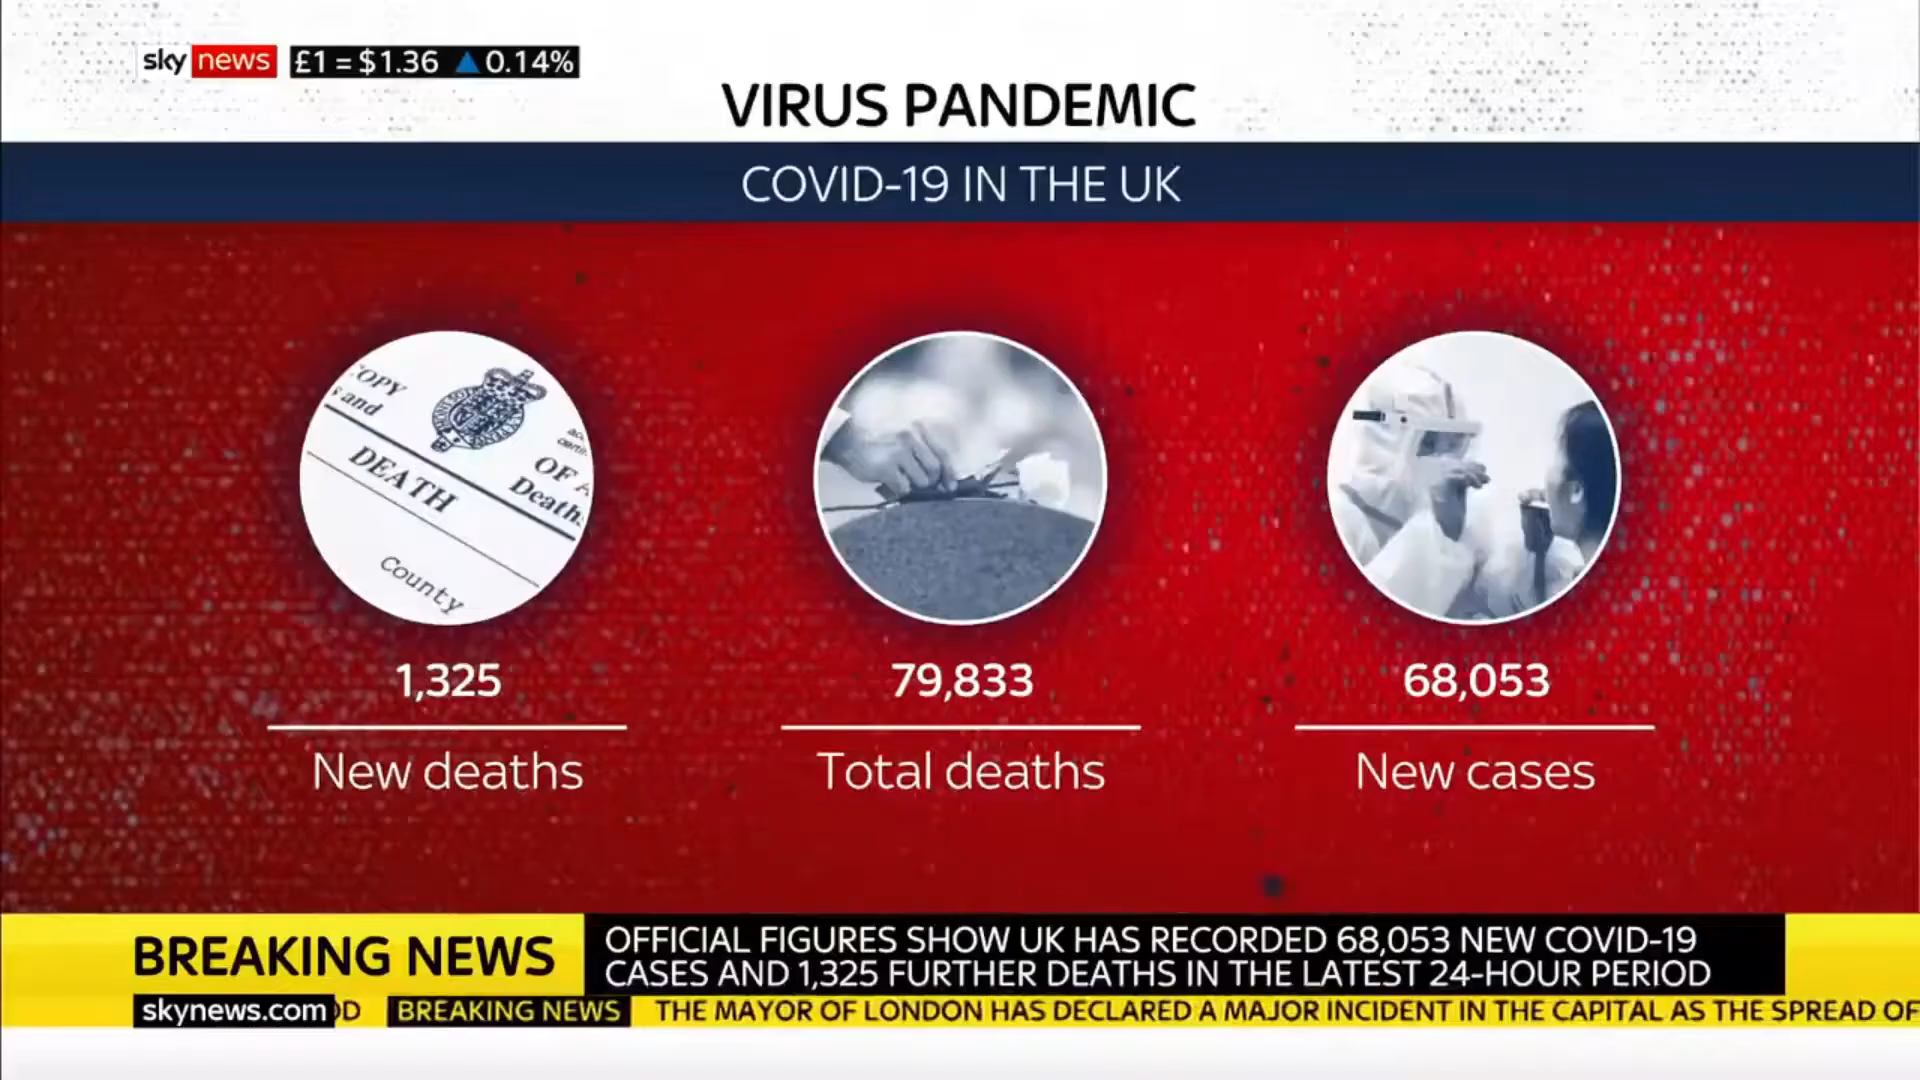 sky news £1 = $1.36 ▲ 0.14%
VIRUS PANDEMIC
COVID-19 IN THE UK
COPY
s and
OF A
DEATH
Death
County
1,325
New deaths
79,833
Total deaths
68,053
New cases
BREAKING NEWS
OFFICIAL FIGURES SHOW UK HAS RECORDED 68,053 NEW COVID-19
CASES AND 1,325 FURTHER DEATHS IN THE LATEST 24-HOUR PERIOD
skynews.com OD BREAKING NEWS THE MAYOR OF LONDON HAS DECLARED A MAJOR INCIDENT IN THE CAPITAL AS THE SPREAD OF